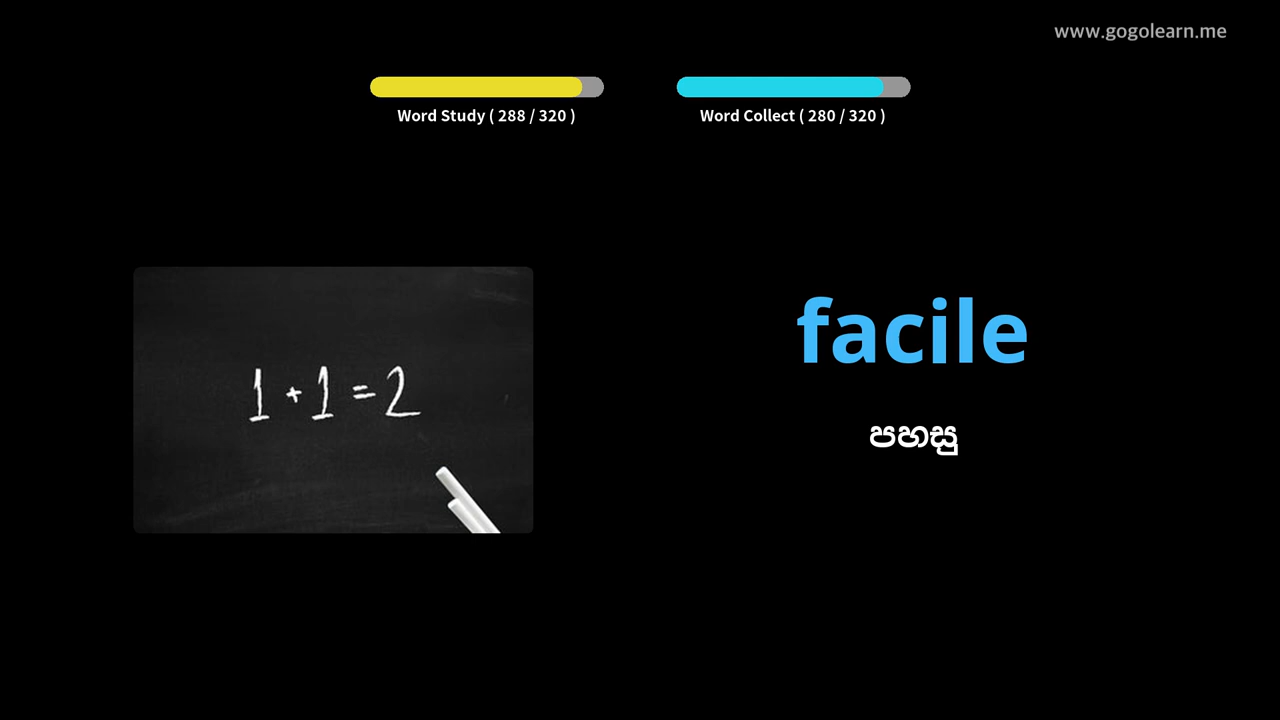 www.gogolearn.me
Word Study ( 288 / 320 )
Word Collect ( 280 / 320 )
1 + 1 = 2
facile
පහසු